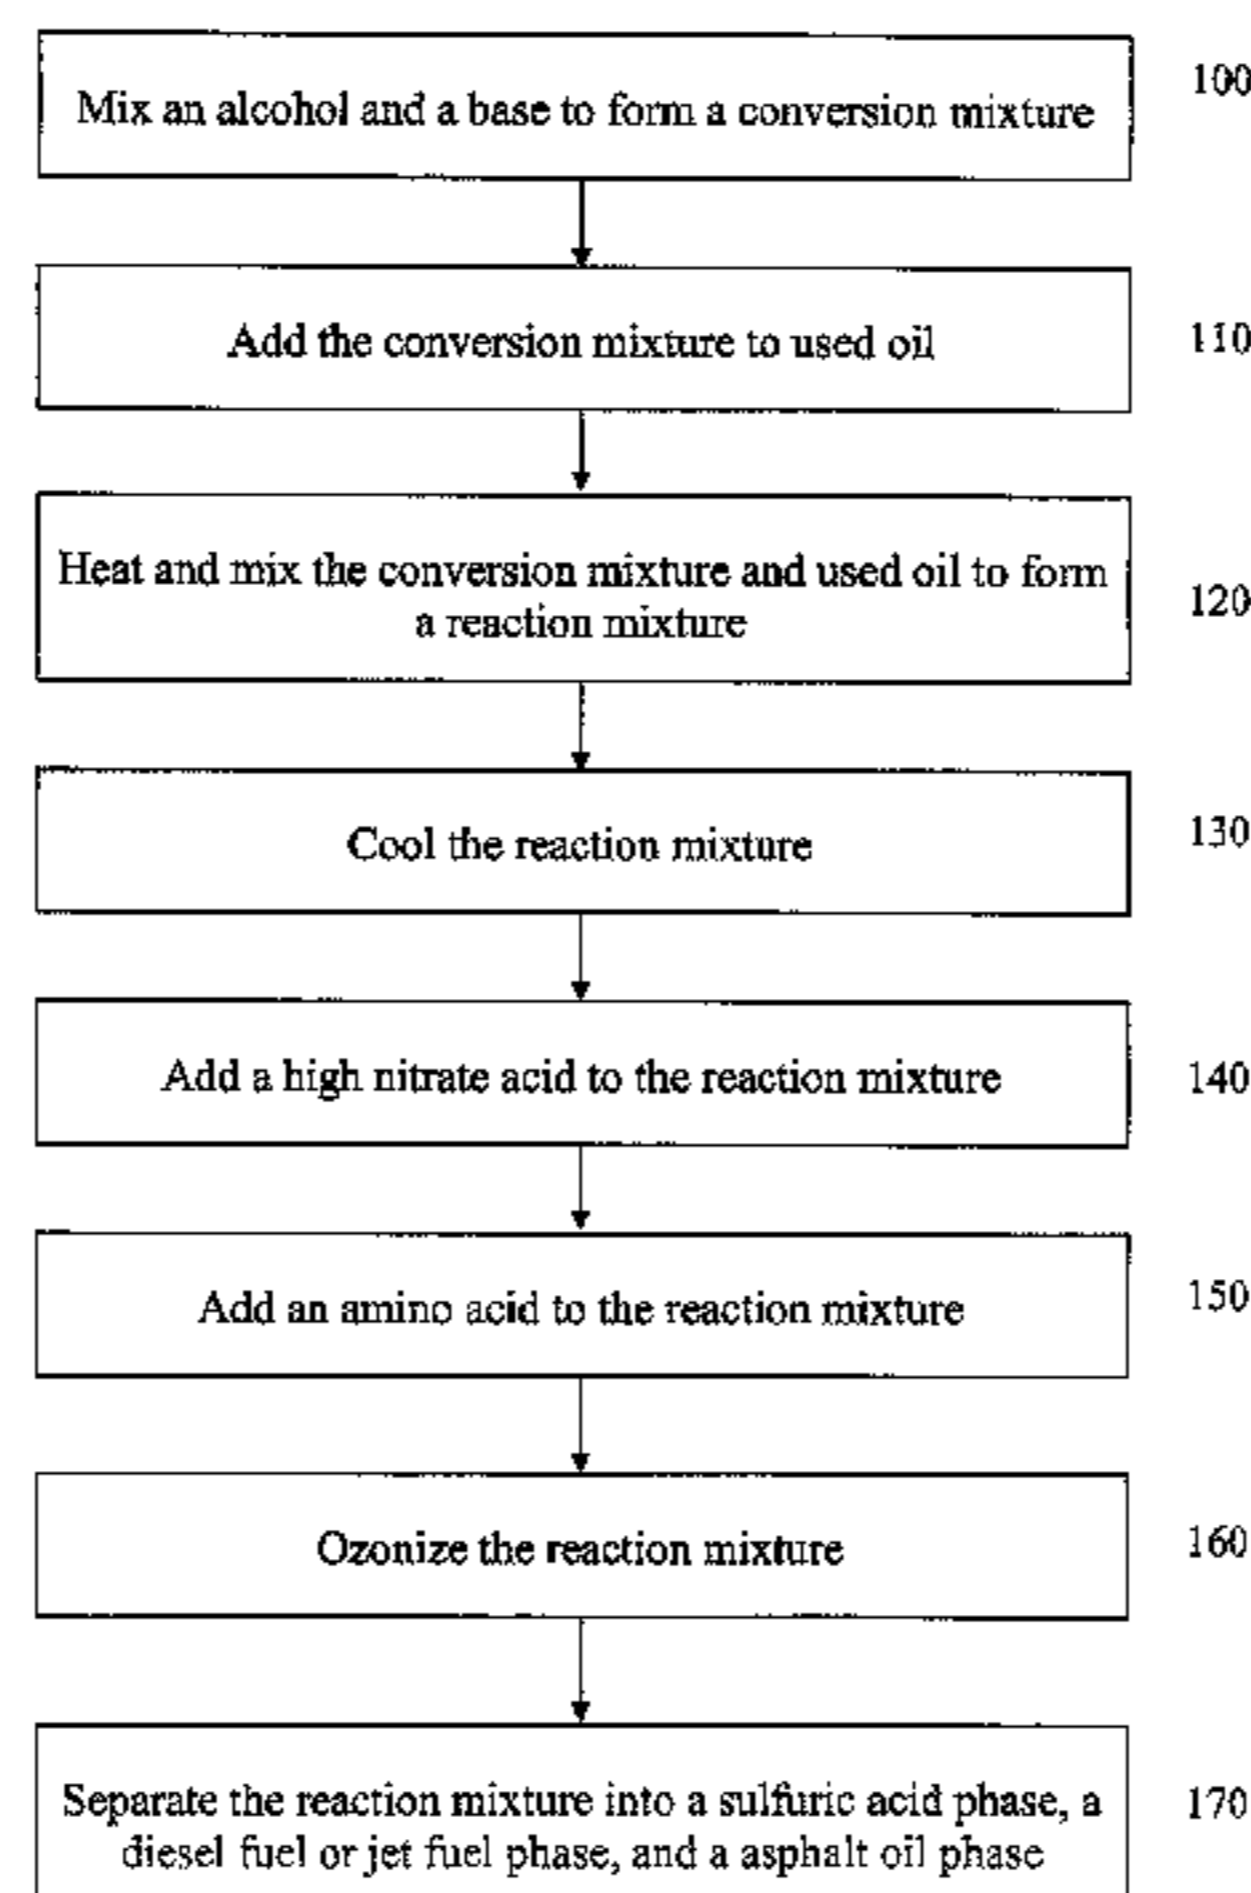 100
Mix an alcohol and a base to form a conversion mixture
110
Add the conversion mixture to used oil
Heat and mix the conversion mixture and used oil to form
120
a reaction mixture
130
Cool the reaction mixture
Add a high nitrate acid to the reaction mixture
140
150
Add an amino acid to the reaction mixture
160
Ozonize the reaction mixture
Separate the reaction mixture into a sulfuric acid phase, a
170
diesel fuel or jet fuel phase, and a asphalt oil phase